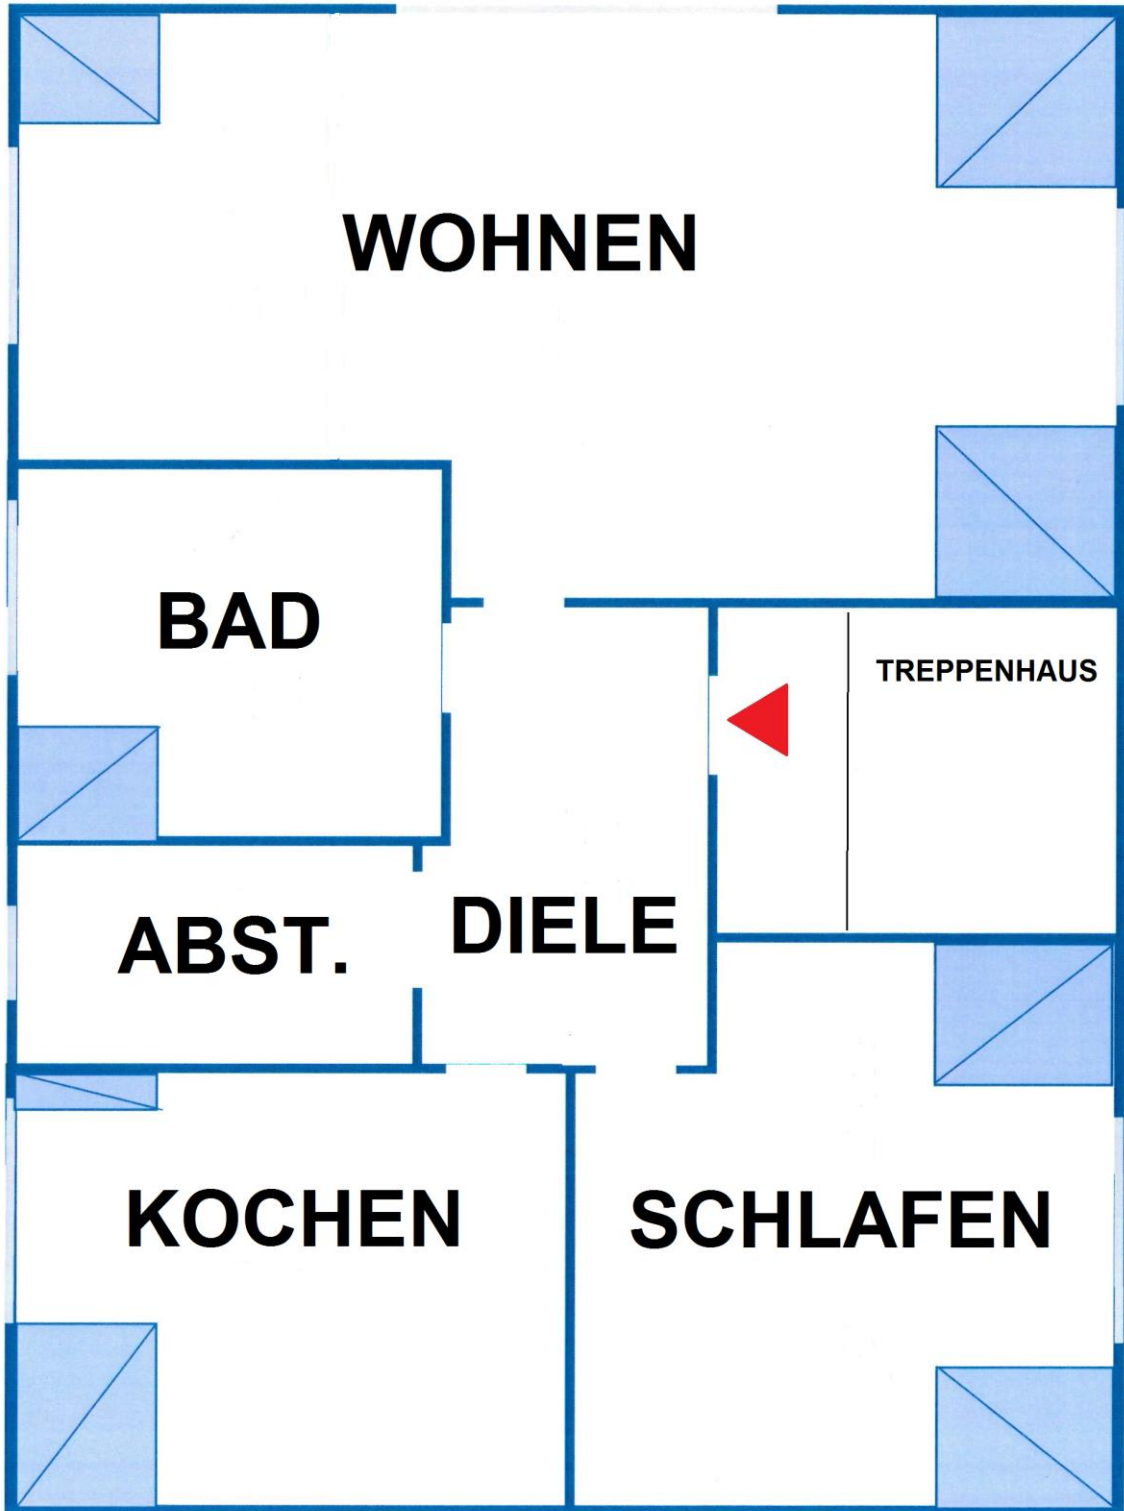 WOHNEN
BAD
TREPPENHAUS
DIELE
ABST.
KOCHEN
SCHLAFEN